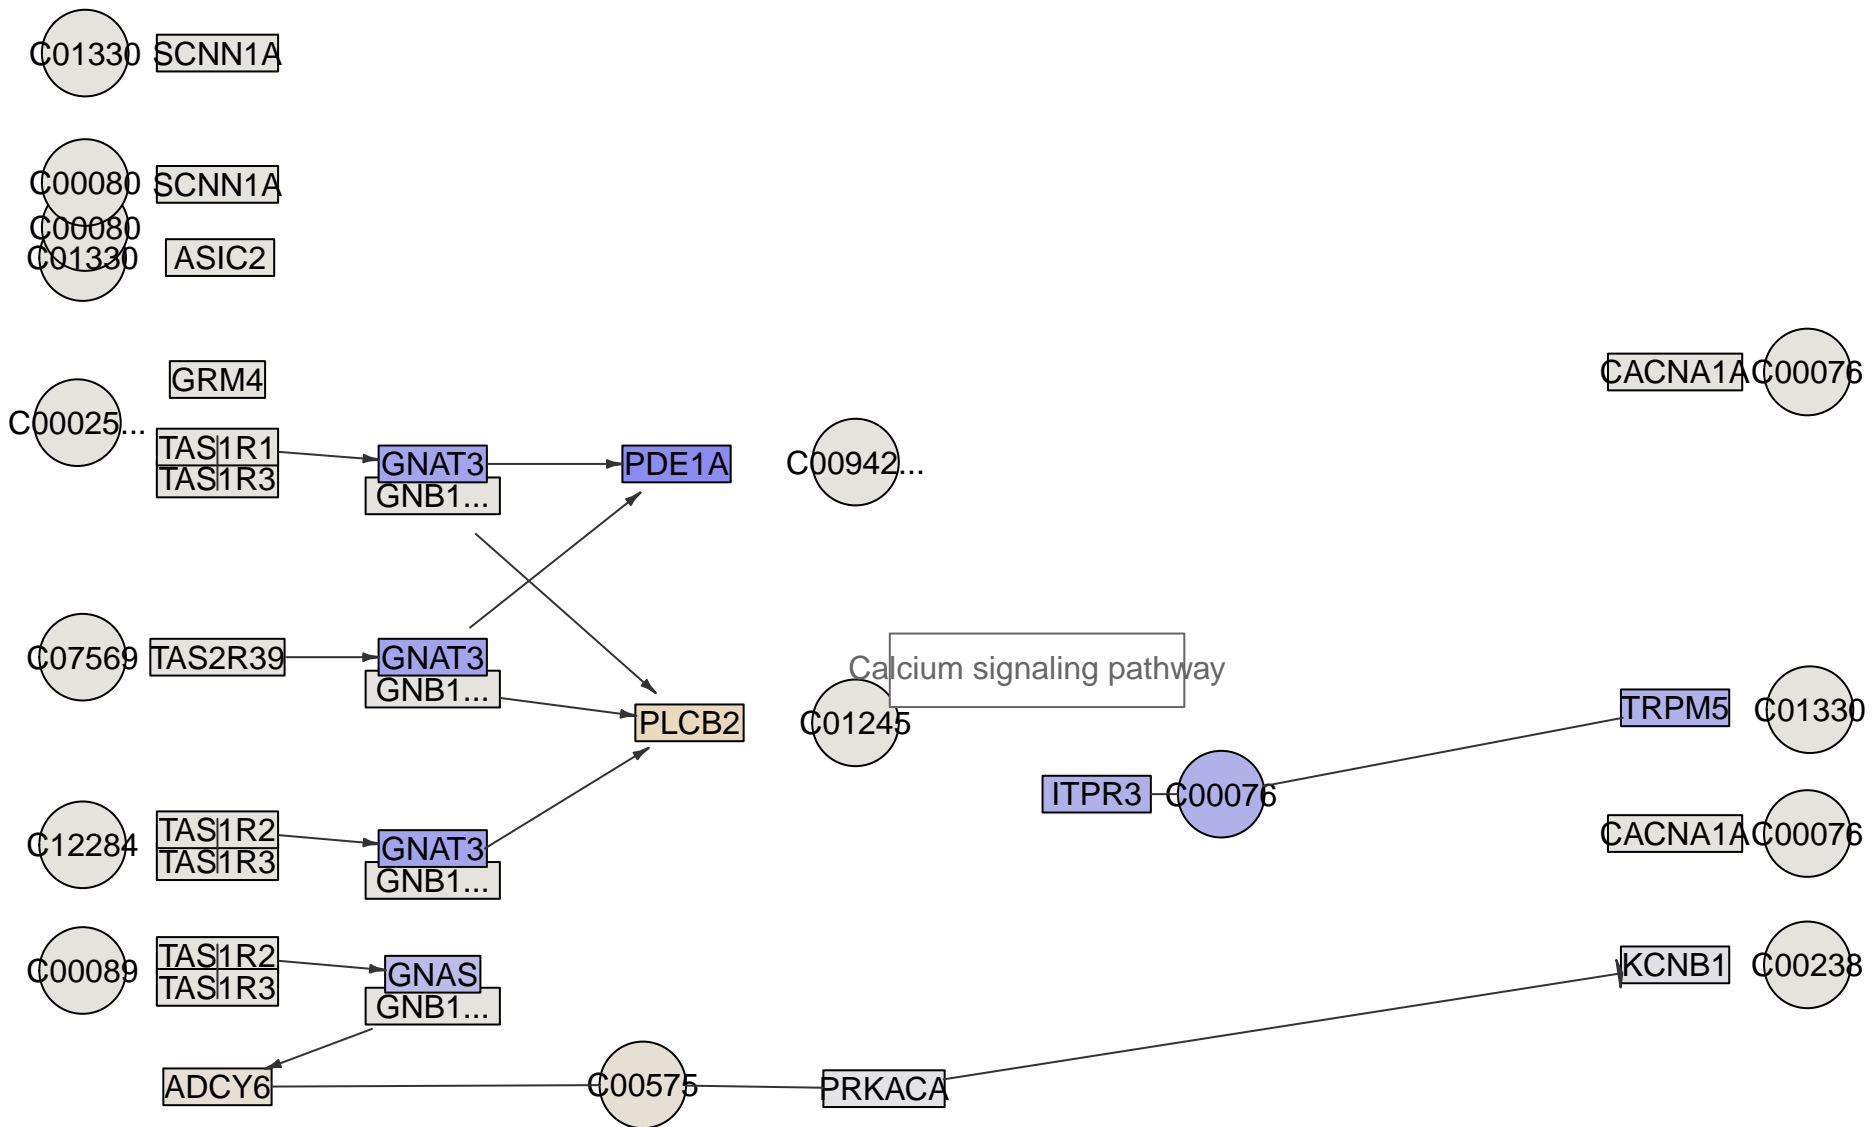 C01330 SCNN1A
C00080 SCNN1A
C00080
C01330 ASIC2
GRM4
CACNA1A C00076
C00025...
TAS1R1
GNAT3 PDE1A C00942...
TAS1R3
GNB1...
C07569 TAS2R39 GNAT3
Calcium signaling pathway
GNB1...
PLCB2 C01245
TRPM5 C01330
ITPR3 C00076
TAS1R2
C12284 GNAT3
CACNA1A C00076
TAS1R3
GNB1...
TAS1R2
C00089 GNAS
KCNB1 C00238
TAS1R3
GNB1...
ADCY6 C00575 PRKACA